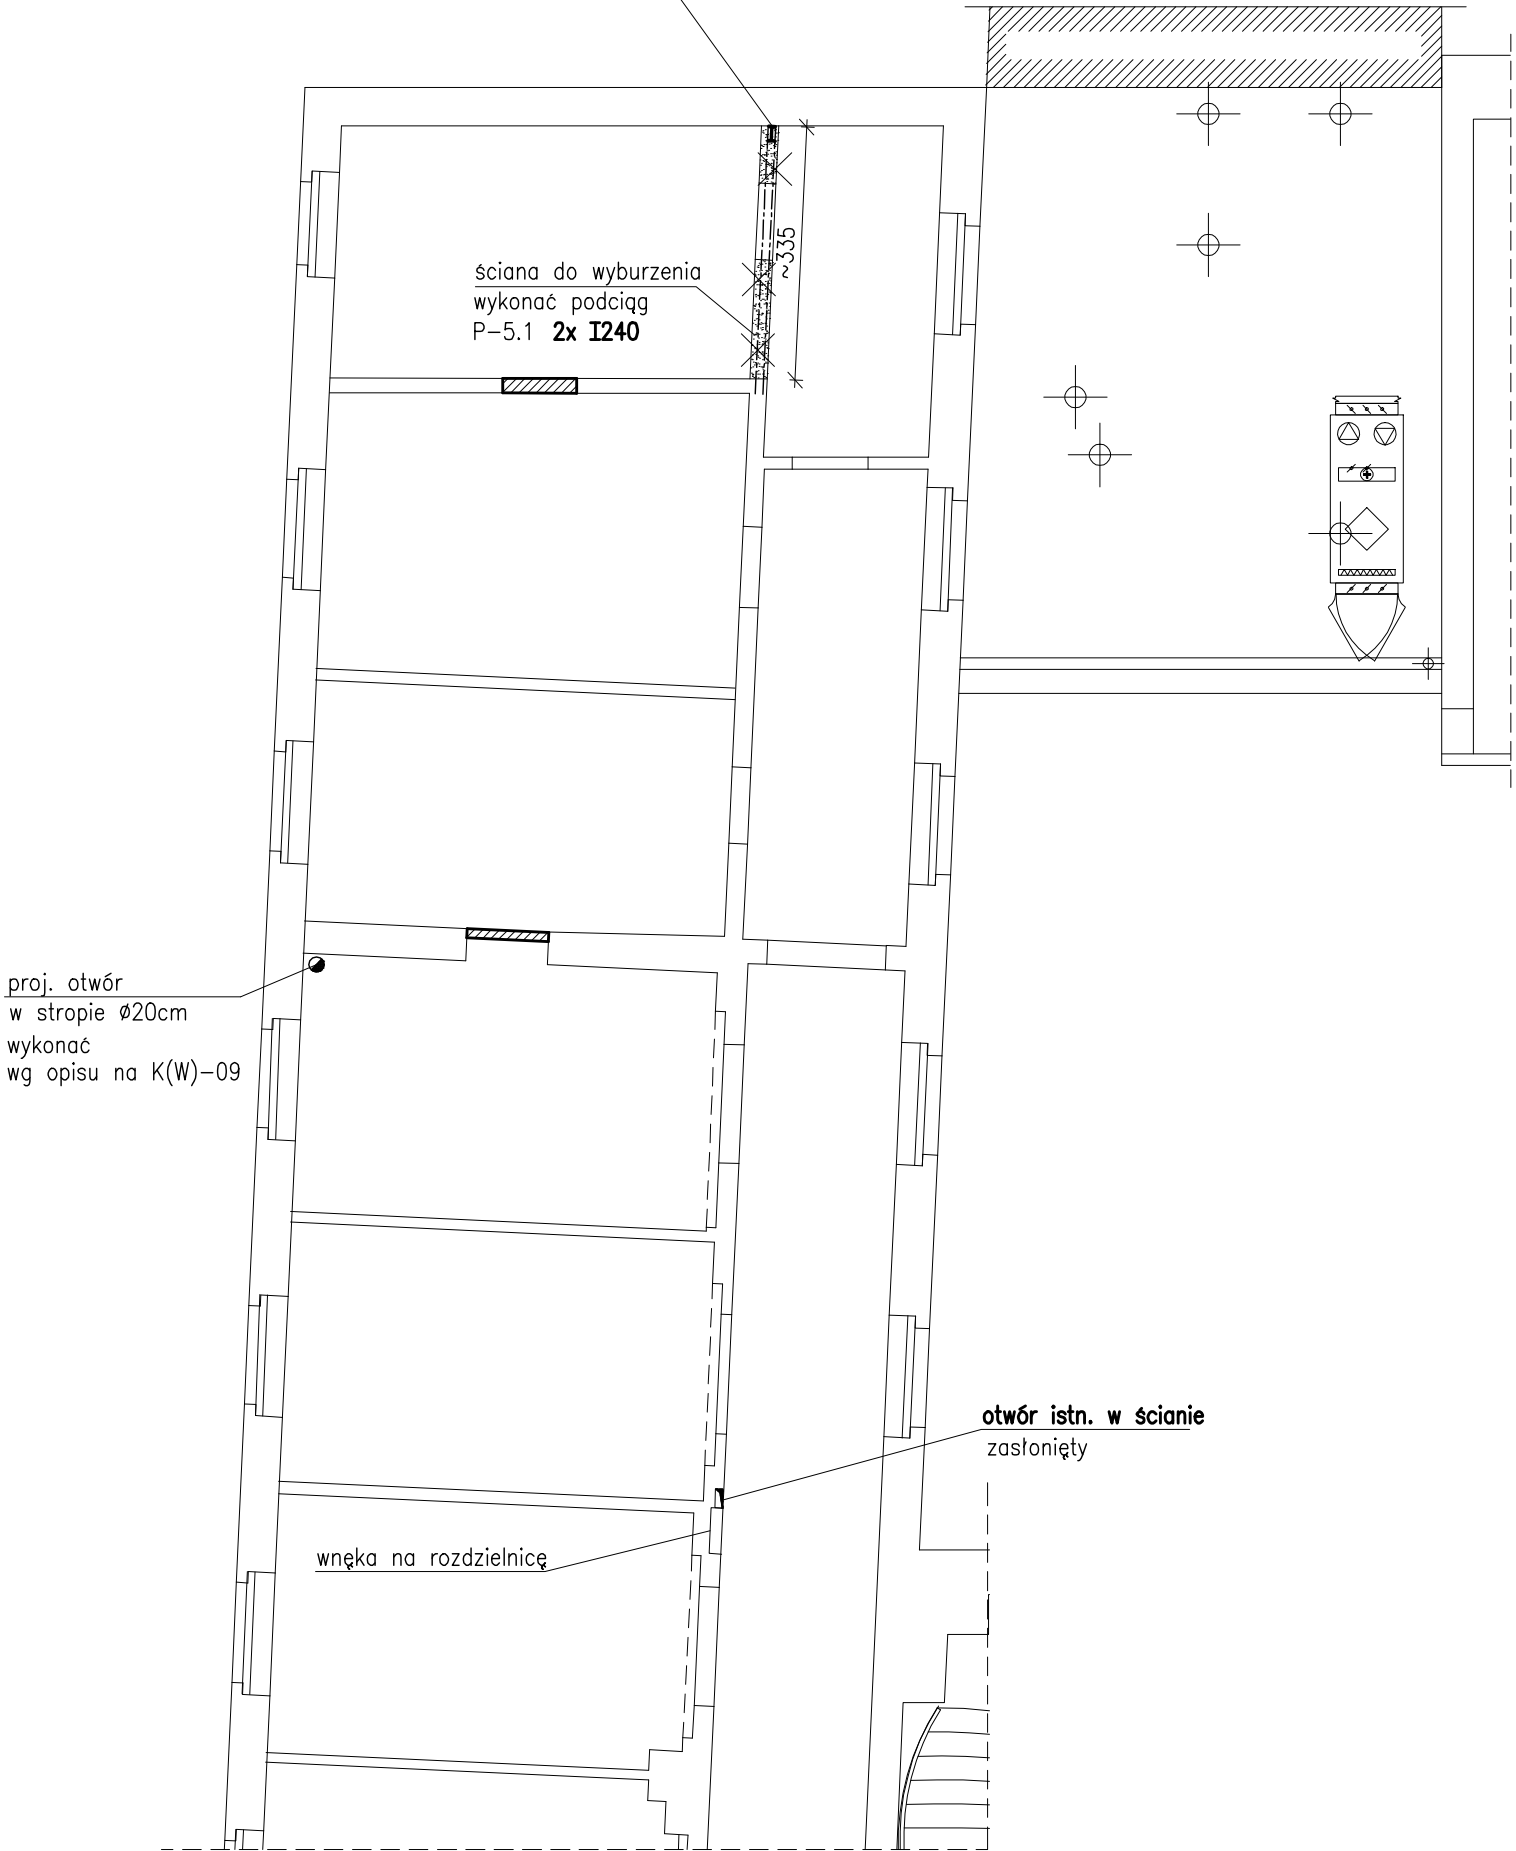 ściana do wyburzenia
wykonać podciąg
P-5.1 2x I240
~335
proj. otwór
w stropie Ø20cm
wykonać
wg opisu na K(W)-09
otwór istn. w ścianie
zasłonięty
wnęka na rozdzielnicę